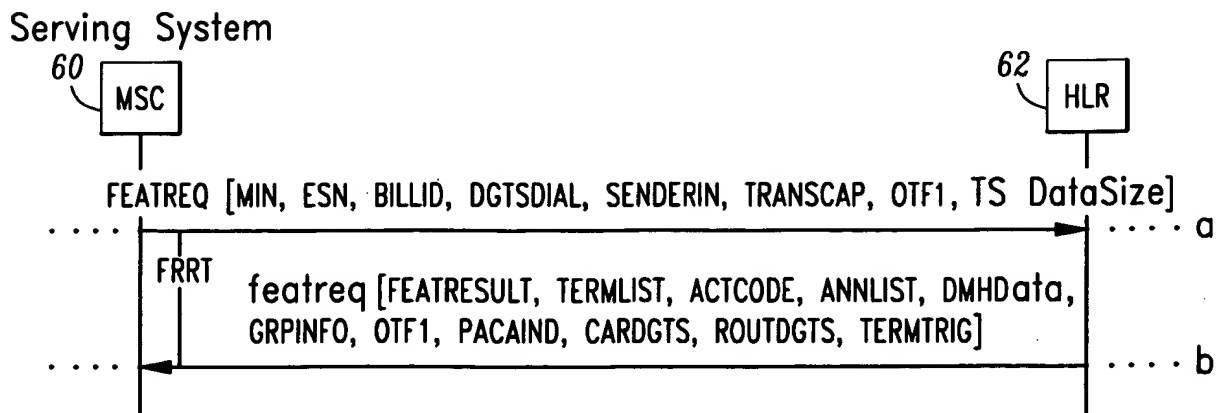 Serving System
60
MSC
62
HLR
FEATREQ [MIN, ESN, BILLID, DGTSDIAL, SENDERIN, TRANSCAP, OTF1, TS DataSize]
.... a
FRRT
featreq [FEATRESULT, TERMLIST, ACTCODE, ANNLIST, DMHData,
GRPINFO, OTF1, PACAIND, CARDGTS, ROUTDGTS, TERMTRIG]
.... b